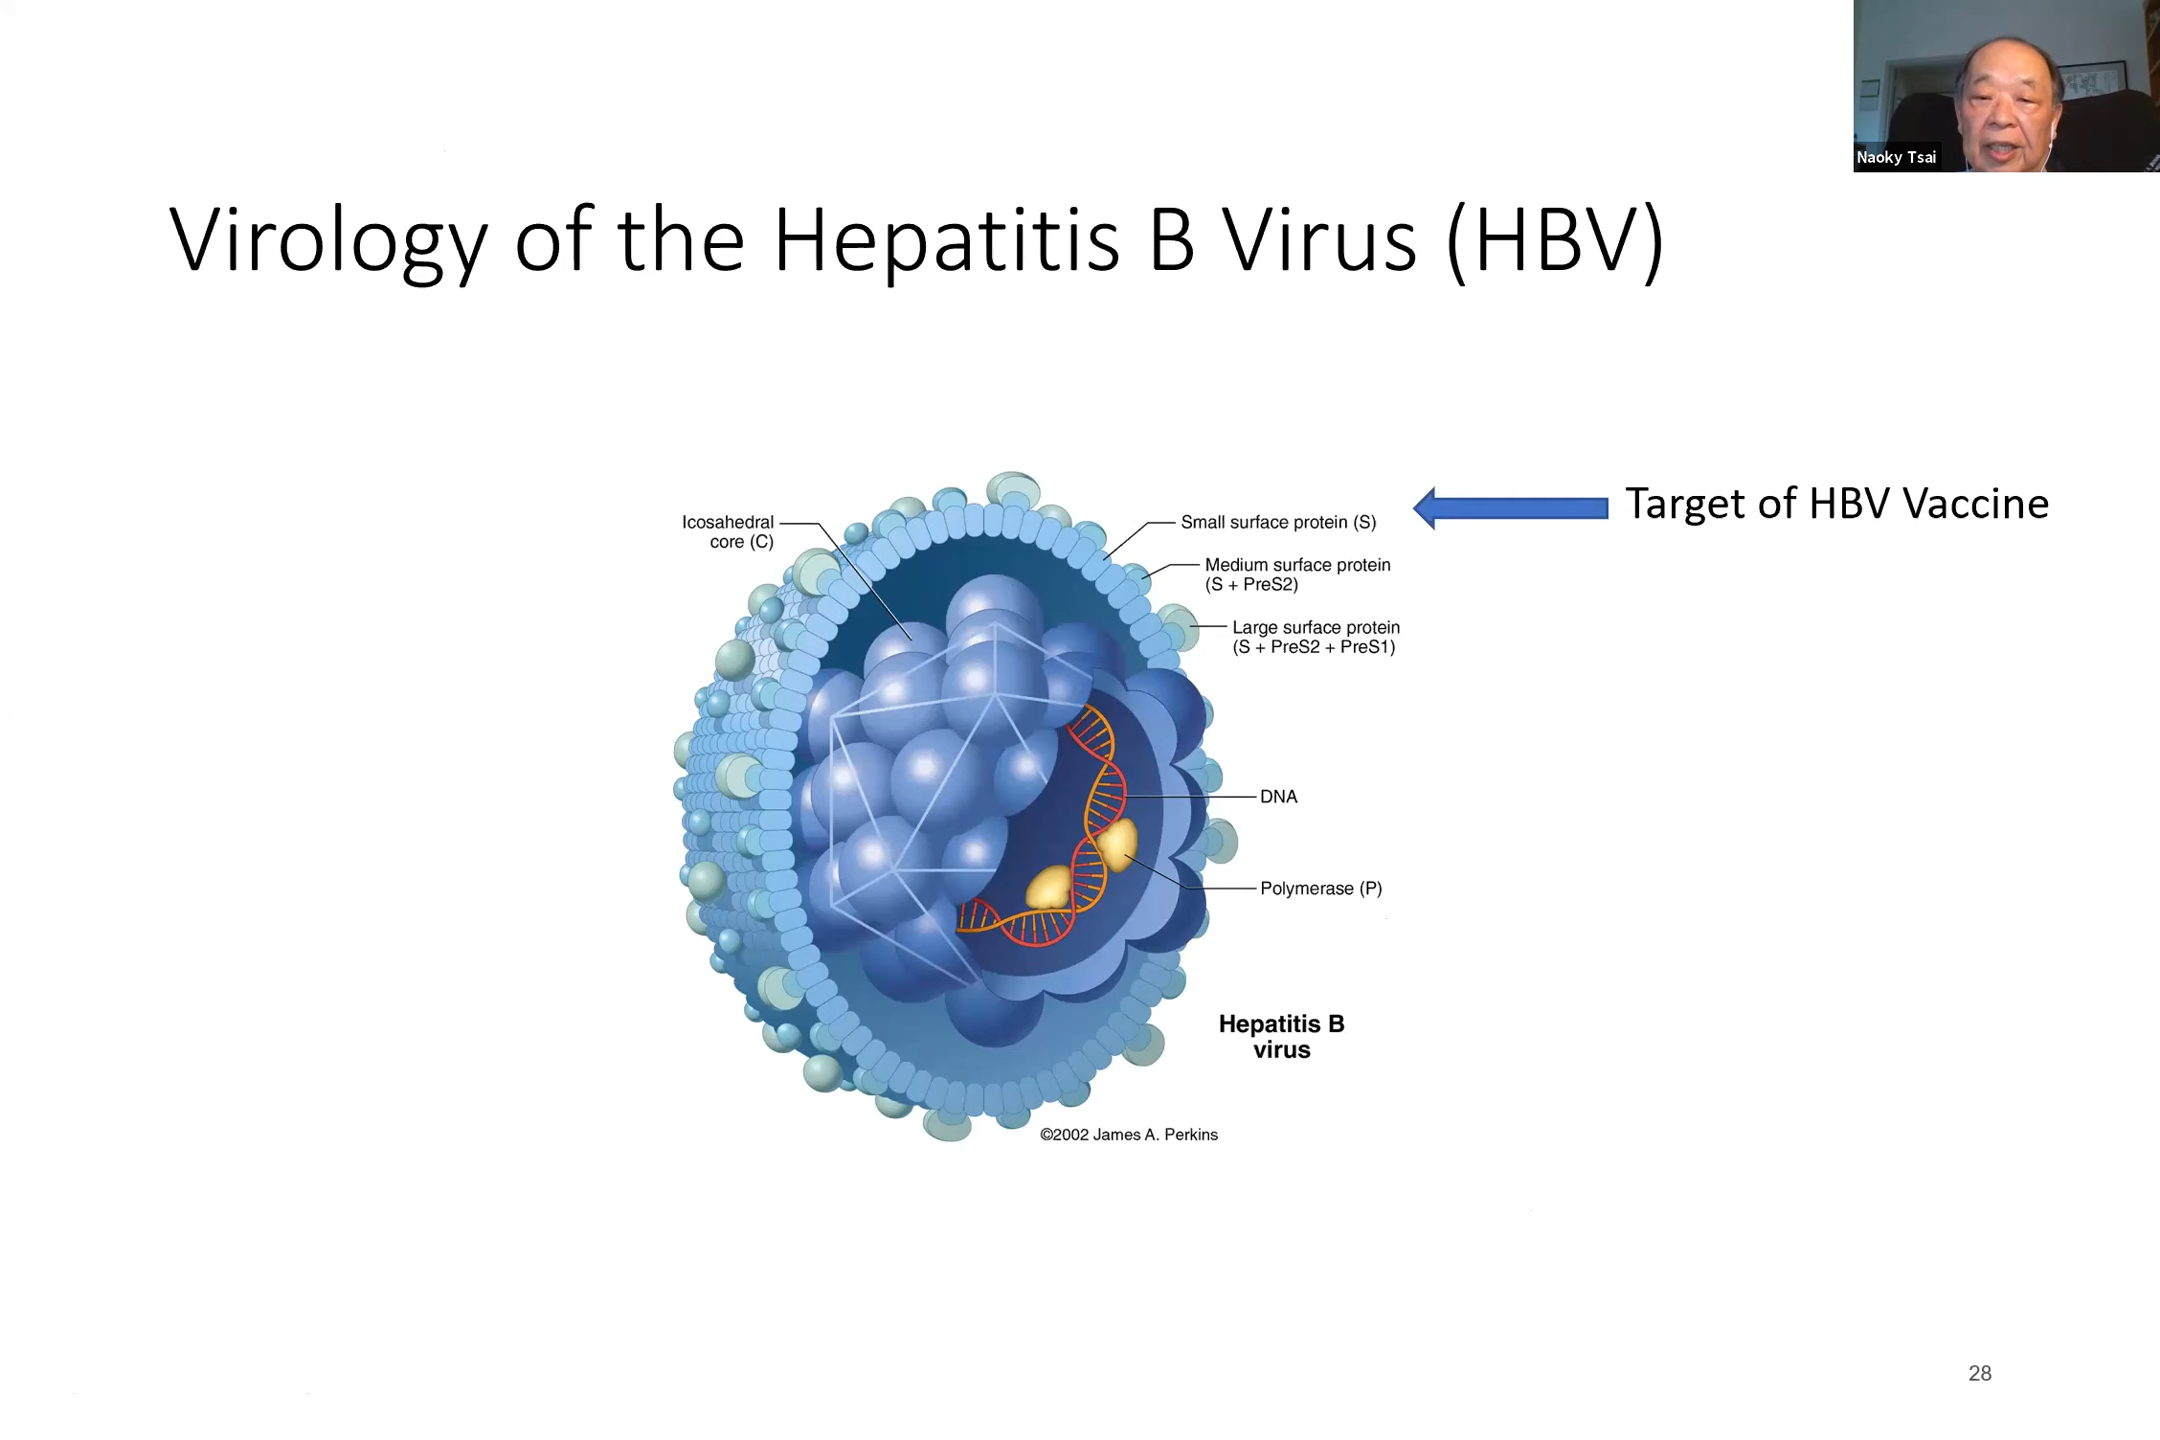 Naoky Tsai
Virology of the Hepatitis B Virus (HBV)
Target of HBV Vaccine
Icosahedral
core (C)
Small surface protein (S)
Medium surface protein
(S + PreS2)
Large surface protein
(S + PreS2 + PreS1)
DNA
Polymerase (P)
Hepatitis B
virus
©2002 James A. Perkins
28